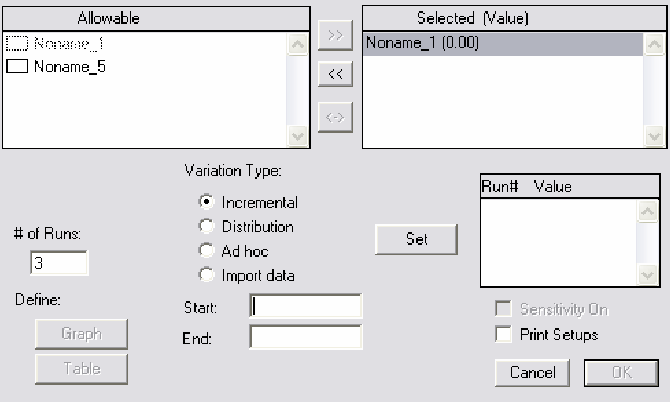 Allowable
Noname_1
Noname_5
>>
<<
<->
Selected (Value)
Noname_1 (0.00)
Variation Type:
Incremental
Distribution
Ad hoc
Import data
# of Runs:
3
Define:
Graph
Table
Start:
End:
Set
Run# Value
Sensitivity On
Print Setups
Cancel
OK